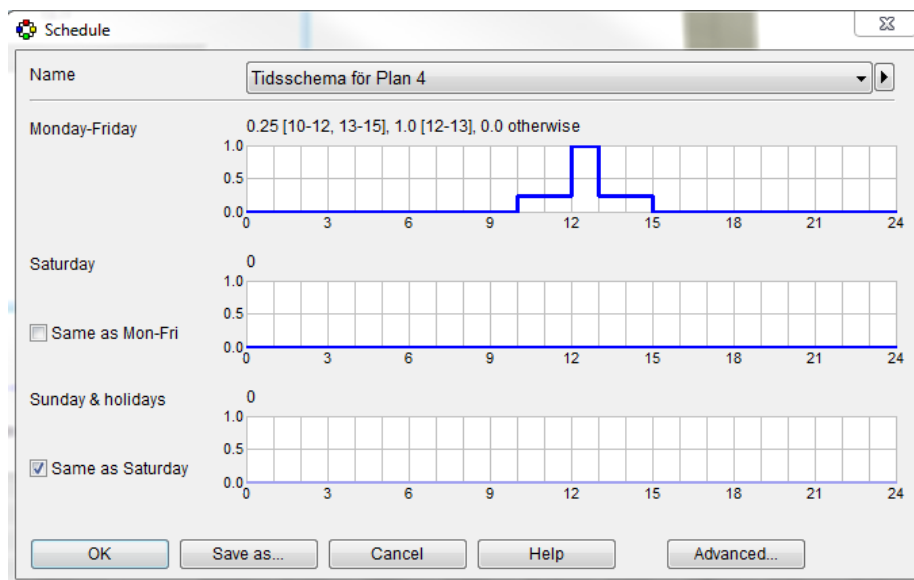 Schedule
Name
Tidsschema för Plan 4
Monday-Friday
0.25 [10-12, 13-15], 1.0 [12-13], 0.0 otherwise
1.0
0.5
0.0
0 3 6 9 12 15 18 21 24
Saturday
0
1.0
0.5
Same as Mon-Fri
0.0
0 3 6 9 12 15 18 21 24
Sunday & holidays
0
1.0
0.5
Same as Saturday
0.0
0 3 6 9 12 15 18 21 24
OK Save as... Cancel Help Advanced...